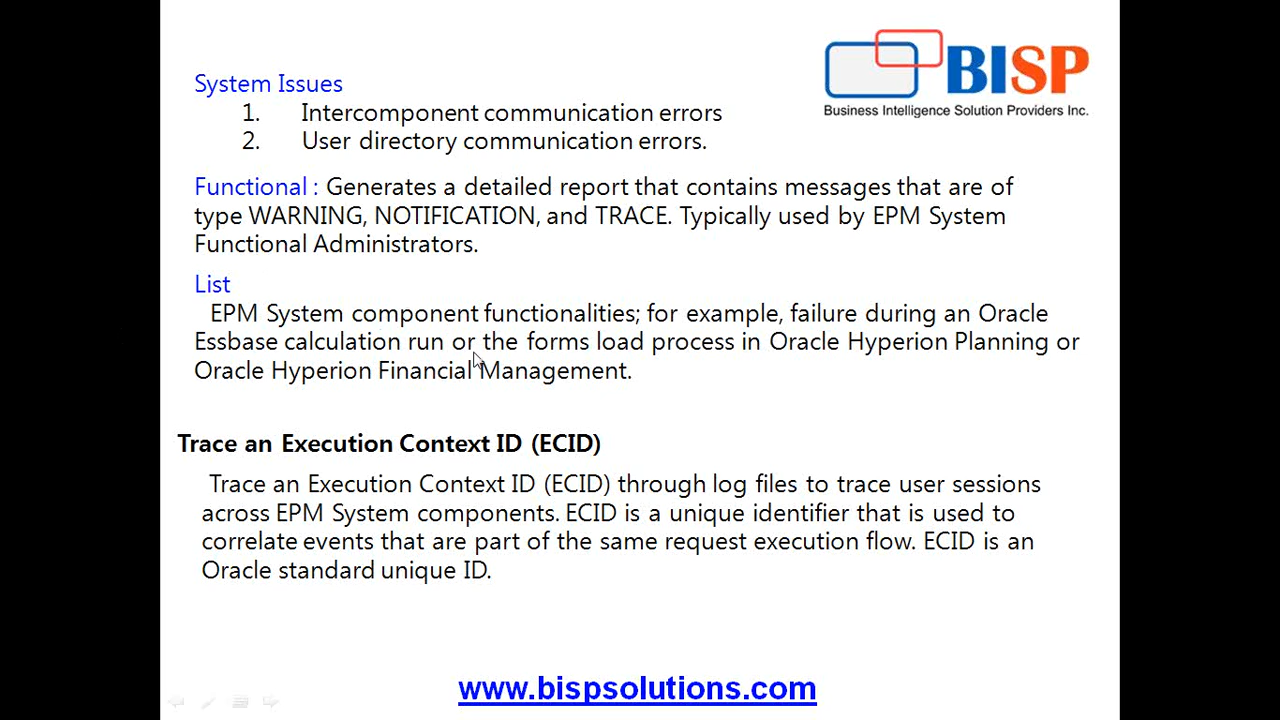 BISP
Business Intelligence Solution Providers Inc.
System Issues
1. Intercomponent communication errors
2. User directory communication errors.
Functional : Generates a detailed report that contains messages that are of
type WARNING, NOTIFICATION, and TRACE. Typically used by EPM System
Functional Administrators.
List
EPM System component functionalities; for example, failure during an Oracle
Essbase calculation run or the forms load process in Oracle Hyperion Planning or
Oracle Hyperion Financial Management.
Trace an Execution Context ID (ECID)
Trace an Execution Context ID (ECID) through log files to trace user sessions
across EPM System components. ECID is a unique identifier that is used to
correlate events that are part of the same request execution flow. ECID is an
Oracle standard unique ID.
www.bispsolutions.com